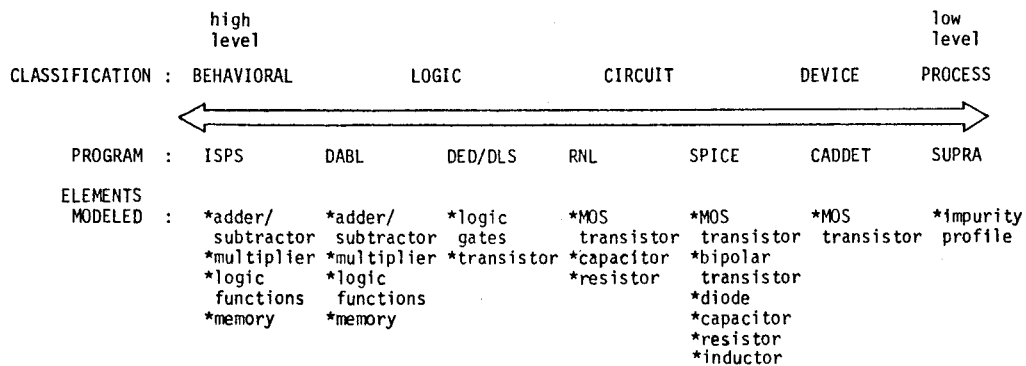 high low
level level
CLASSIFICATION : BEHAVIORAL LOGIC CIRCUIT DEVICE PROCESS
PROGRAM : ISPS DABL DED/DLS RNL SPICE CADDET SUPRA
ELEMENTS
MODELED : *adder/ *adder/ *logic *MOS *MOS *MOS *impurity
subtractor subtractor gates transistor transistor transistor profile
*multiplier *multiplier *transistor *capacitor *bipolar
*logic *logic *resistor transistor
functions functions *diode
*memory *memory *capacitor
*resistor
*inductor